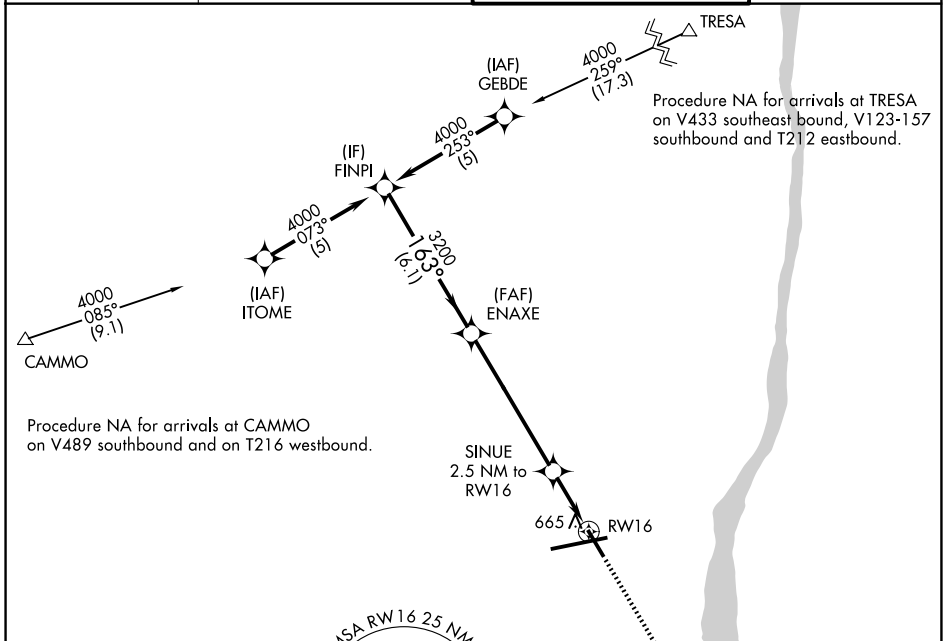 TRESA
4000
259°
(17.3)
(IAF)
GEBDE
Procedure NA for arrivals at TRESA
on V433 southeast bound, V123-157
southbound and T212 eastbound.
4000
253°
(5)
(IF)
FINPI
4000
073°
(5)
3200
163°
(6.1)
(IAF)
ITOME
4000
085°
(9.1)
CAMMO
(FAF)
ENAXE
Procedure NA for arrivals at CAMMO
on V489 southbound and on T216 westbound.
SINUE
2.5 NM to
RW16
665
RW16
MSA RW16 25 NM